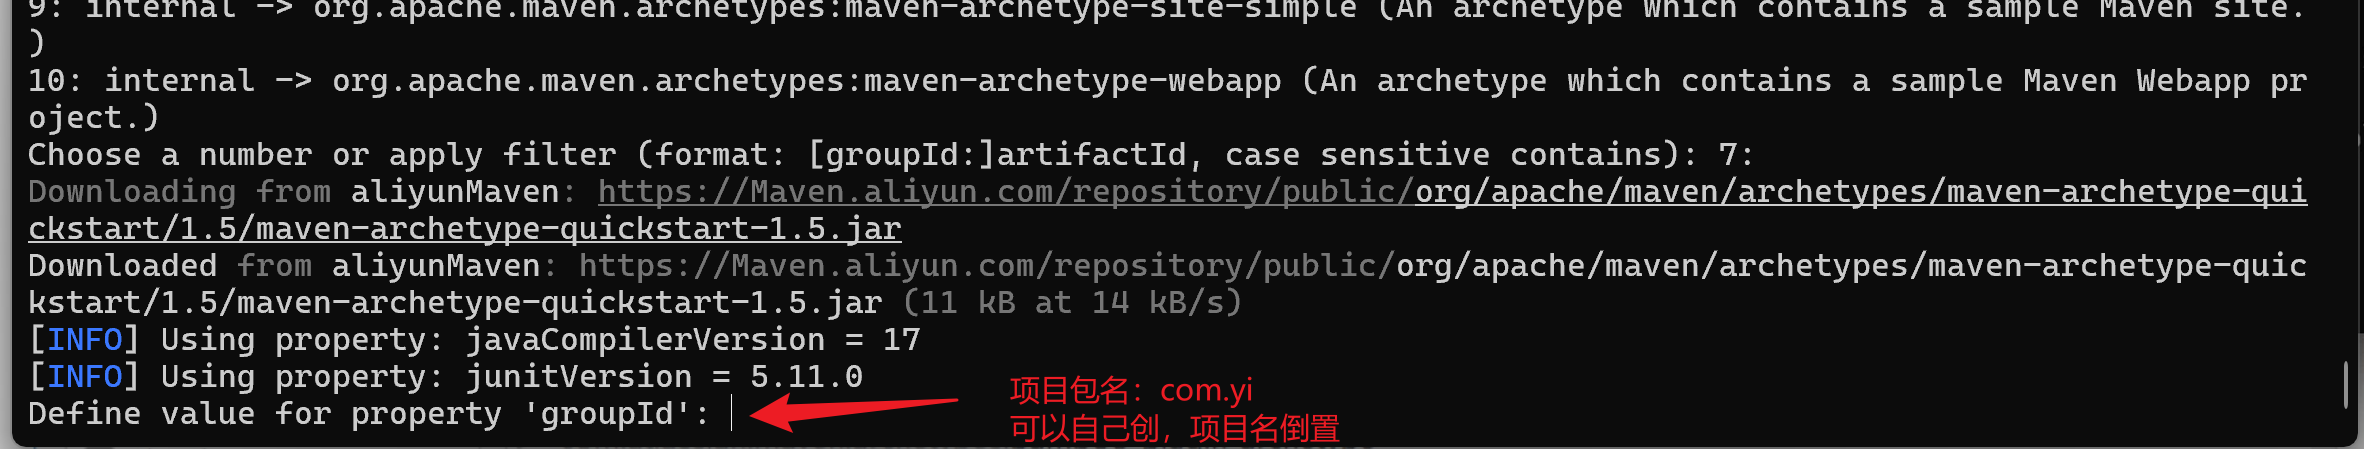 9: internal -> org.apache.maven.archetypes:maven-archetype-site-simple (An archetype which contains a sample Maven site.
)
10: internal -> org.apache.maven.archetypes:maven-archetype-webapp (An archetype which contains a sample Maven Webapp pr
oject.)
Choose a number or apply filter (format: [groupId:]artifactId, case sensitive contains): 7:
Downloading from aliyunMaven: https://Maven.aliyun.com/repository/public/org/apache/maven/archetypes/maven-archetype-qui
ckstart/1.5/maven-archetype-quickstart-1.5.jar
Downloaded from aliyunMaven: https://Maven.aliyun.com/repository/public/org/apache/maven/archetypes/maven-archetype-quic
kstart/1.5/maven-archetype-quickstart-1.5.jar (11 kB at 14 kB/s)
[INFO] Using property: javaCompilerVersion = 17
[INFO] Using property: junitVersion = 5.11.0
Define value for property 'groupId':
项目包名：com.yi
可以自己创，项目名倒置